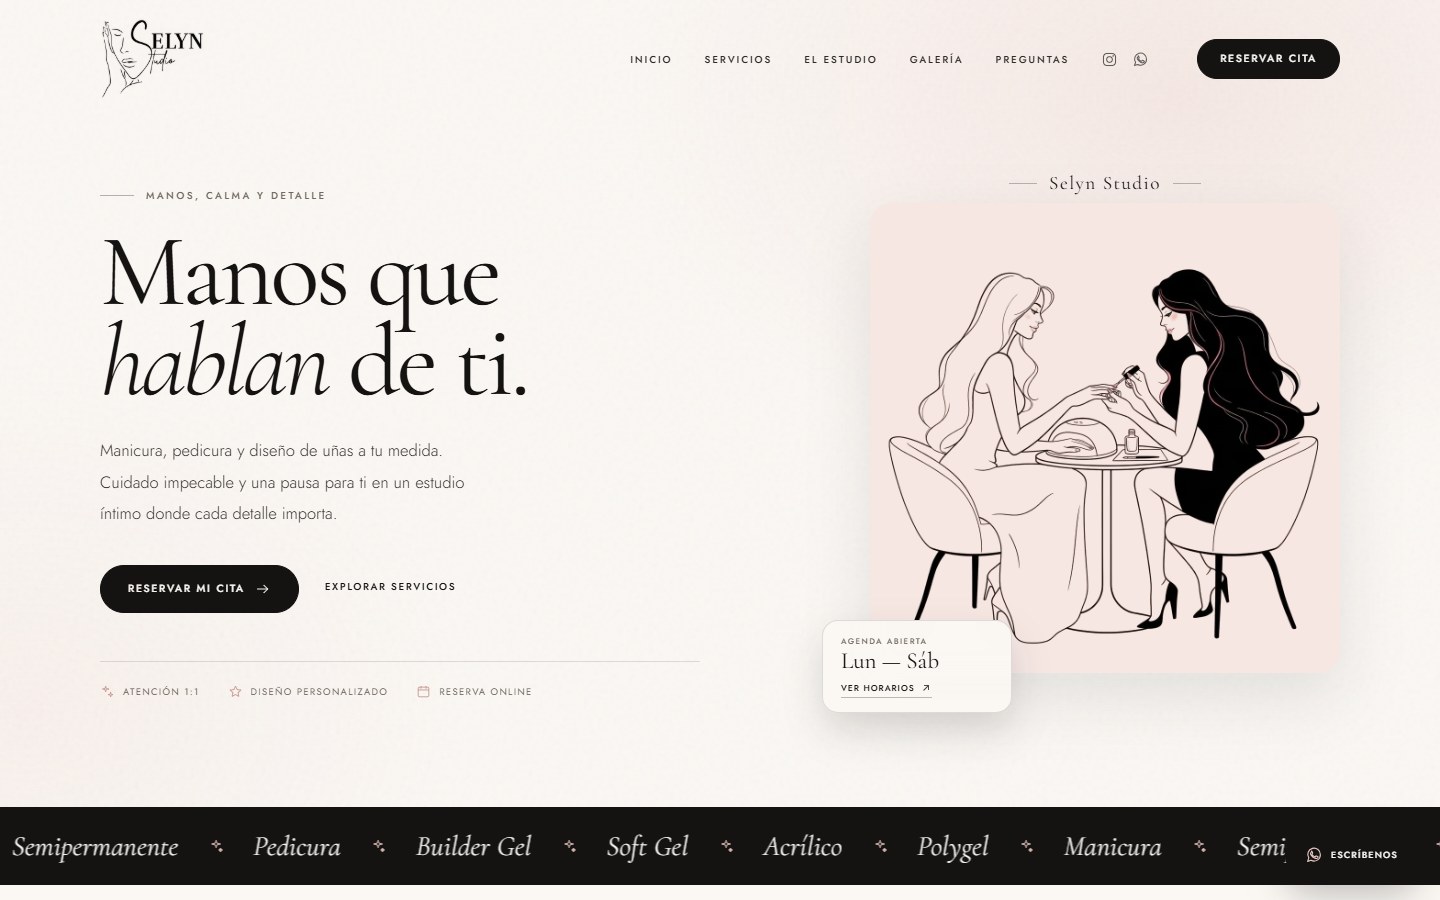 SELYN
Studio
INICIO
SERVICIOS
EL ESTUDIO
GALERÍA
PREGUNTAS
RESERVAR CITA
MANOS, CALMA Y DETALLE
Manos que
hablan de ti.
Manicura, pedicura y diseño de uñas a tu medida.
Cuidado impecable y una pausa para ti en un estudio
íntimo donde cada detalle importa.
RESERVAR MI CITA
EXPLORAR SERVICIOS
ATENCIÓN 1:1
DISEÑO PERSONALIZADO
RESERVA ONLINE
Selyn Studio
AGENDA ABIERTA
Lun — Sáb
VER HORARIOS
Semipermanente
Pedicura
Builder Gel
Soft Gel
Acrílico
Polygel
Manicura
Semi
ESCRÍBENOS